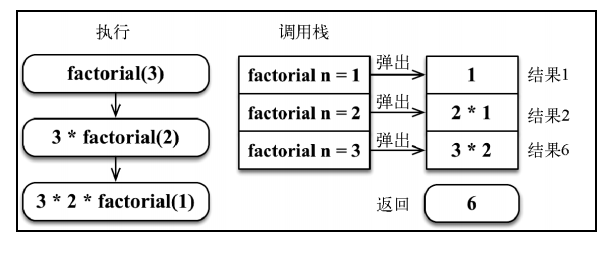 执行
调用栈
factorial(3)
3 * factorial(2)
3 * 2 * factorial(1)
factorial n = 1 弹出 1 结果1
factorial n = 2 弹出 2 * 1 结果2
factorial n = 3 弹出 3 * 2 结果6
返回 6